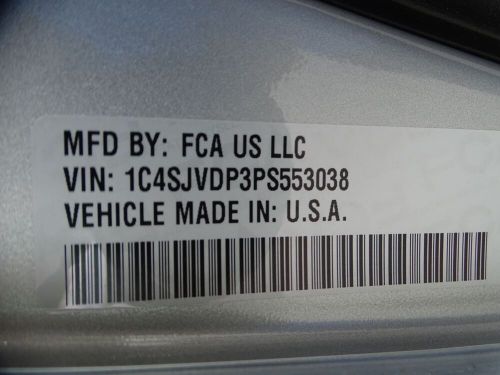 MFD BY: FCA US LLC
VIN: 1C4SJVDP3PS553038
VEHICLE MADE IN: U.S.A.